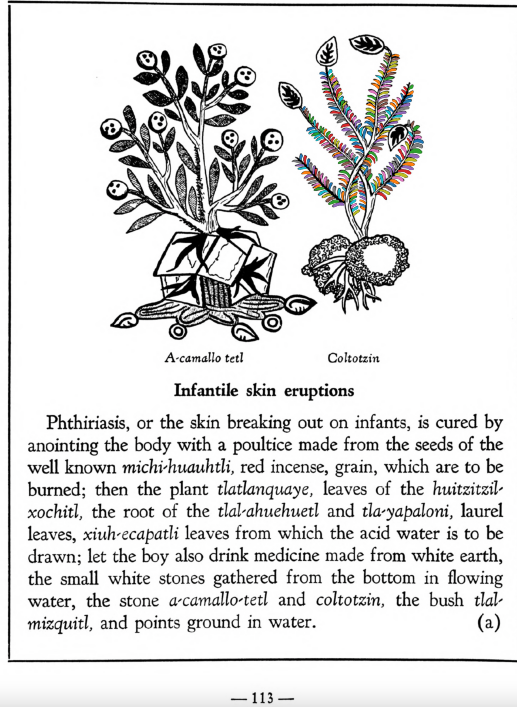 A-camallo tetl Coltotzin
Infantile skin eruptions
Phthiriasis, or the skin breaking out on infants, is cured by
anointing the body with a poultice made from the seeds of the
well known michi-huauhtli, red incense, grain, which are to be
burned; then the plant tlatlanquaye, leaves of the huitzitzil-
xochitl, the root of the tlal-ahuehuetl and tla-yapaloni, laurel
leaves, xiuh-ecapatli leaves from which the acid water is to be
drawn; let the boy also drink medicine made from white earth,
the small white stones gathered from the bottom in flowing
water, the stone a-camallo-tetl and coltotzin, the bush tlal-
mizquitl, and points ground in water. (a)
— 113 —